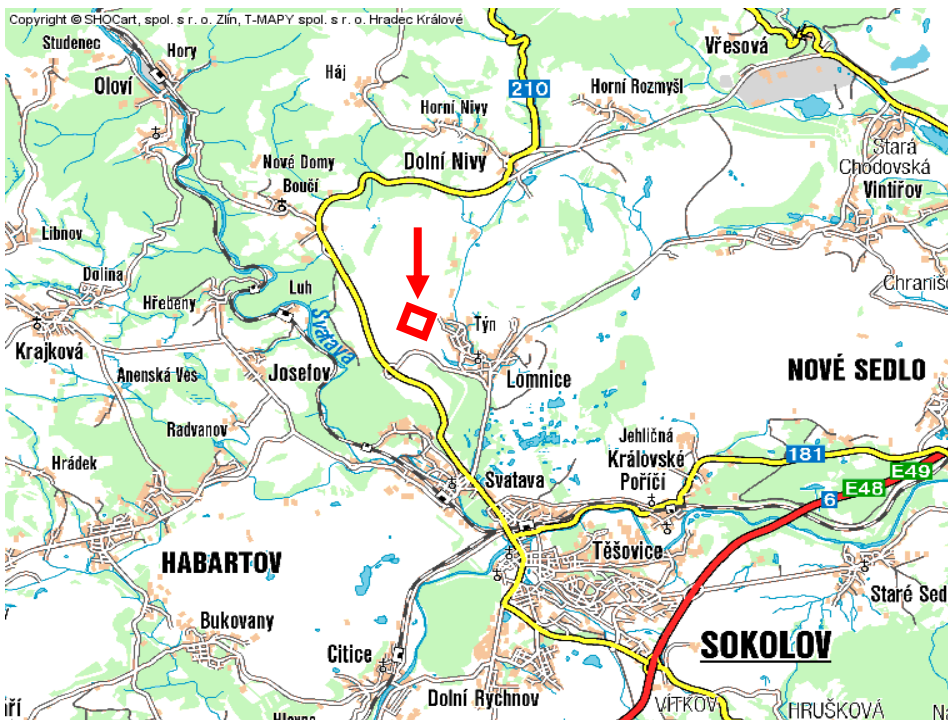 Copyright © SHOCart, spol. s r. o. Zlín, T-MAPY spol. s r. o. Hradec Králové
Studenec
Hory
Vřesová
Oloví
Háj
210
Horní Rozmyšl
Horní Nivy
Stará
Chodovská
Vintířov
Nové Domy
Dolní Nivy
Boučí
Libnov
Dolina
Hřebeny
Luh
Chraniš
Svatava
Týn
Krajková
Anenská Ves
Josefov
Lomnice
NOVÉ SEDLO
Radvanov
Jehličná
Královské
Poříčí
181
Hrádek
Svatava
E49
E48
6
HABARTOV
Těšovice
Staré Sed
Bukovany
Citice
SOKOLOV
Dolní Rychnov
VÍTKOV
HRUŠKOVÁ